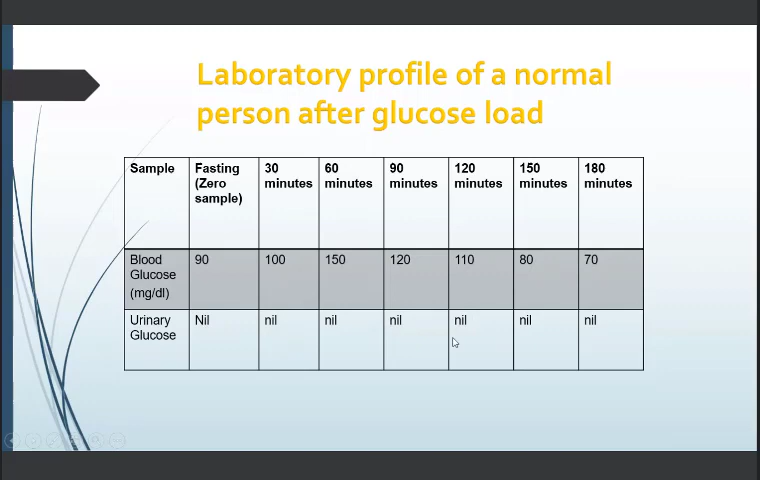 Laboratory profile of a normal
person after glucose load
Sample
Fasting
(Zero
sample)
30
minutes
60
minutes
90
minutes
120
minutes
150
minutes
180
minutes
Blood
Glucose
(mg/dl)
90
100
150
120
110
80
70
Urinary
Glucose
Nil
nil
nil
nil
nil
nil
nil